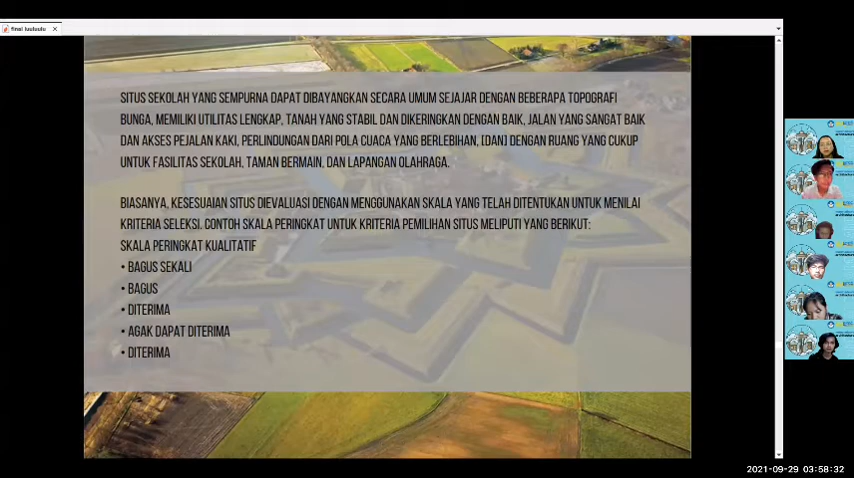 final luulsulu
SITUS SEKOLAH YANG SEMPURNA DAPAT DIBAYANGKAN SECARA UMUM SEJAJAR DENGAN BEBERAPA TOPOGRAFI
BUNGA, MEMILIKI UTILITAS LENGKAP, TANAH YANG STABIL DAN DIKERINGKAN DENGAN BAIK, JALAN YANG SANGAT BAIK
DAN AKSES PEJALAN KAKI, PERLINDUNGAN DARI POLA CUACA YANG BERLEBIHAN, [DAN] DENGAN RUANG YANG CUKUP
UNTUK FASILITAS SEKOLAH, TAMAN BERMAIN, DAN LAPANGAN OLAHRAGA.
BIASANYA, KESESUAIAN SITUS DIEVALUASI DENGAN MENGGUNAKAN SKALA YANG TELAH DITENTUKAN UNTUK MENILAI
KRITERIA SELEKSI. CONTOH SKALA PERINGKAT UNTUK KRITERIA PEMILIHAN SITUS MELIPUTI YANG BERIKUT:
SKALA PERINGKAT KUALITATIF
• BAGUS SEKALI
• BAGUS
• DITERIMA
• AGAK DAPAT DITERIMA
• DITERIMA
2021-09-29 03:58:32